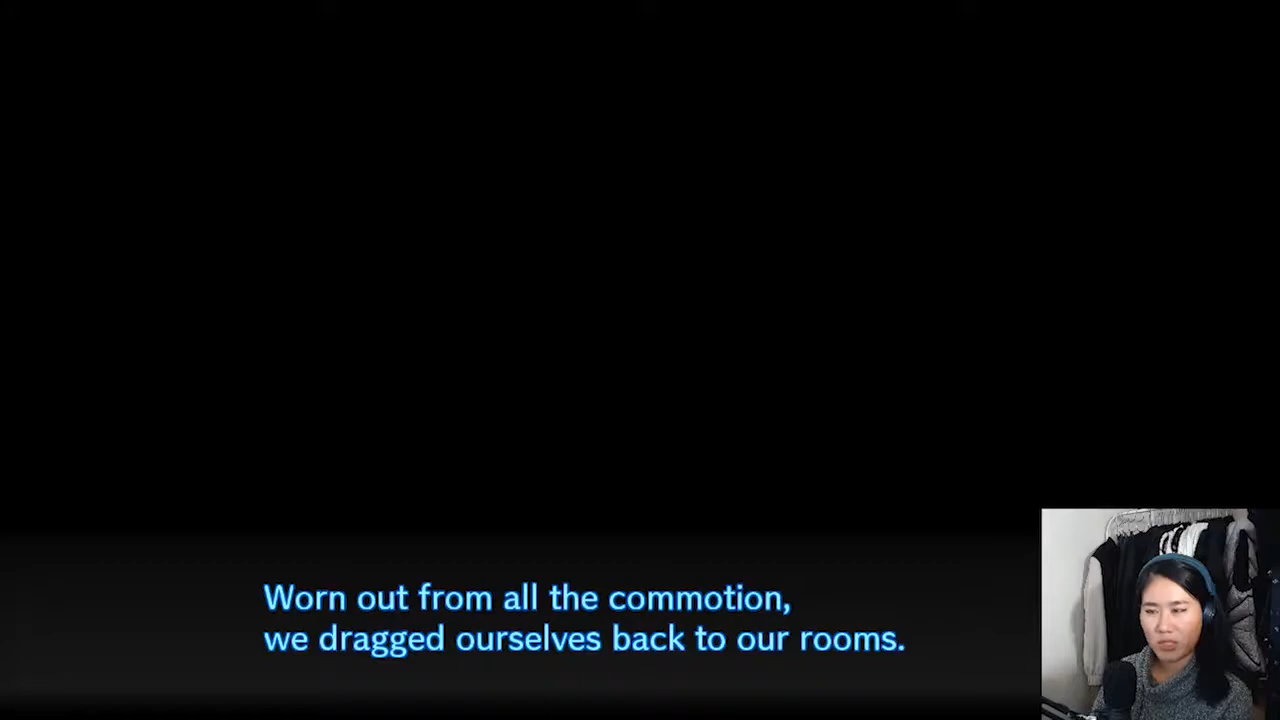 Worn out from all the commotion,
we dragged ourselves back to our rooms.